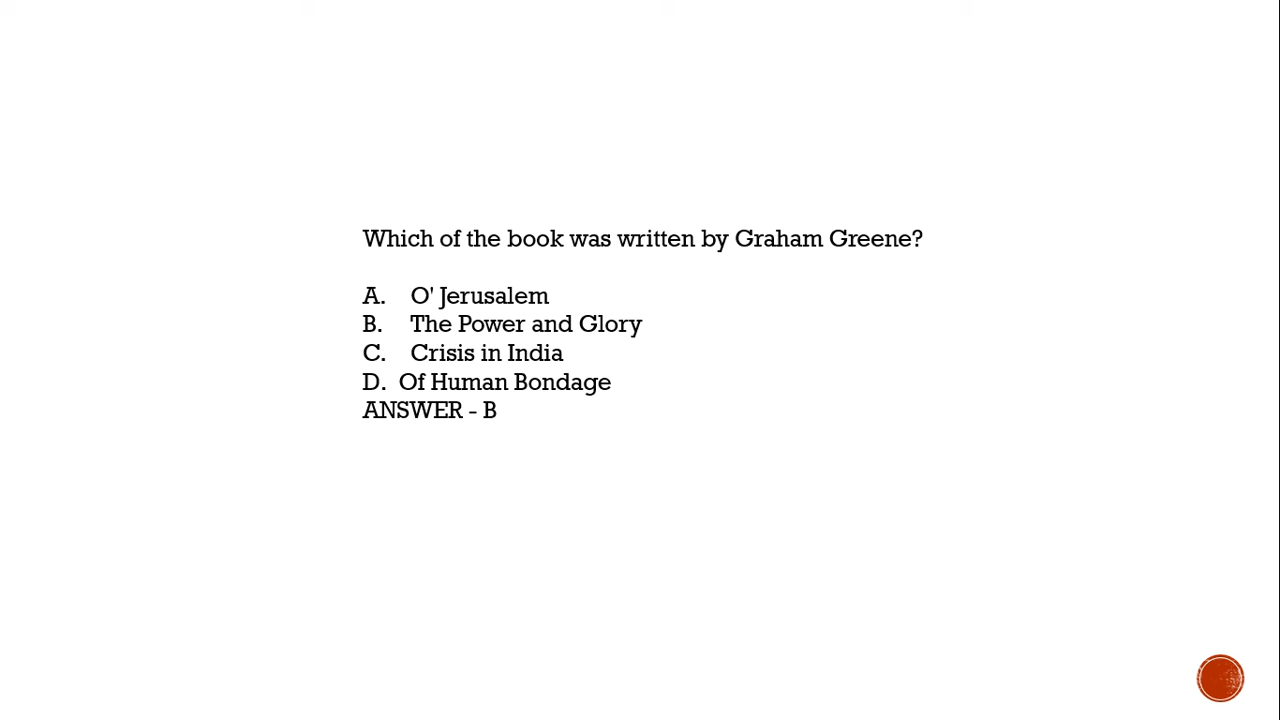 Which of the book was written by Graham Greene?
A. O' Jerusalem
B. The Power and Glory
C. Crisis in India
D. Of Human Bondage
ANSWER - B